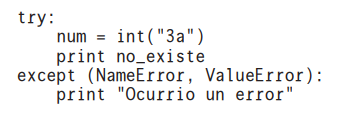 try:
    num = int("3a")
    print no_existe
except (NameError, ValueError):
    print "Ocurrio un error"